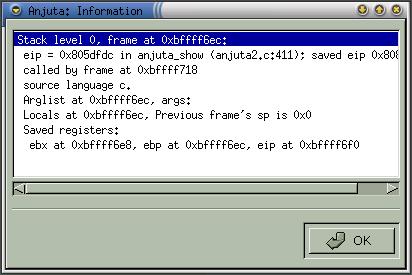 Anjuta: Information
Stack level 0, frame at 0xbffff6ec:
eip = 0x805dfdc in anjuta_show (anjuta2.c:411); saved eip 0x808
called by frame at 0xbffff718
source language c.
Arglist at 0xbffff6ec, args:
Locals at 0xbffff6ec, Previous frame's sp is 0x0
Saved registers:
ebx at 0xbffff6e8, ebp at 0xbffff6ec, eip at 0xbffff6f0
OK